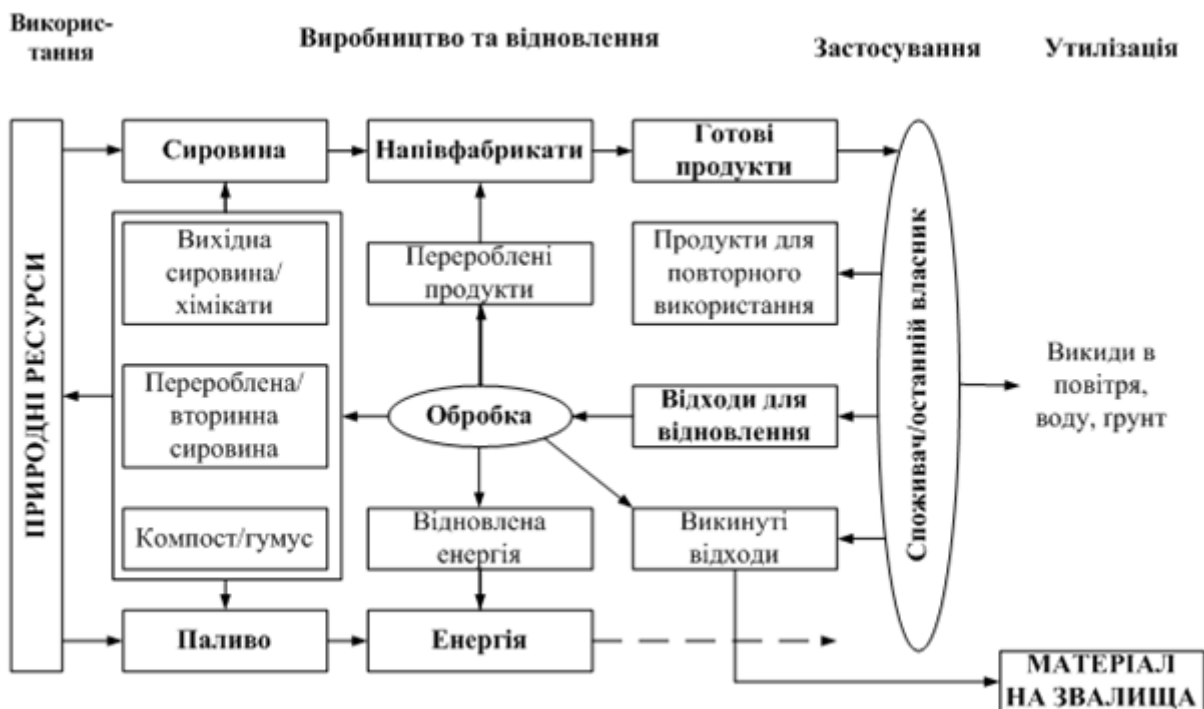 Викорис-
тання
Виробництво та відновлення
Застосування
Утилізація
ПРИРОДНІ РЕСУРСИ
Сировина
Напівфабрикати
Готові
продукти
Вихідна
сировина/
хімікати
Перероблені
продукти
Продукти для
повторного
використання
Споживач/останній власник
Перероблена/
вторинна
сировина
Обробка
Відходи для
відновлення
Викиди в
повітря,
воду, ґрунт
Компост/гумус
Відновлена
енергія
Викинуті
відходи
Паливо
Енергія
МАТЕРІАЛ
НА ЗВАЛИЩА